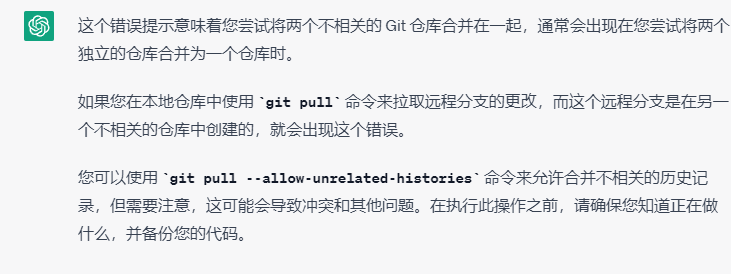 这个错误提示意味着您尝试将两个不相关的 Git 仓库合并在一起，通常会出现在您尝试将两个
独立的仓库合并为一个仓库时。
如果您在本地仓库中使用 `git pull` 命令来拉取远程分支的更改，而这个远程分支是在另一
个不相关的仓库中创建的，就会出现这个错误。
您可以使用 `git pull --allow-unrelated-histories` 命令来允许合并不相关的历史记
录，但需要注意，这可能会导致冲突和其他问题。在执行此操作之前，请确保您知道正在做
什么，并备份您的代码。